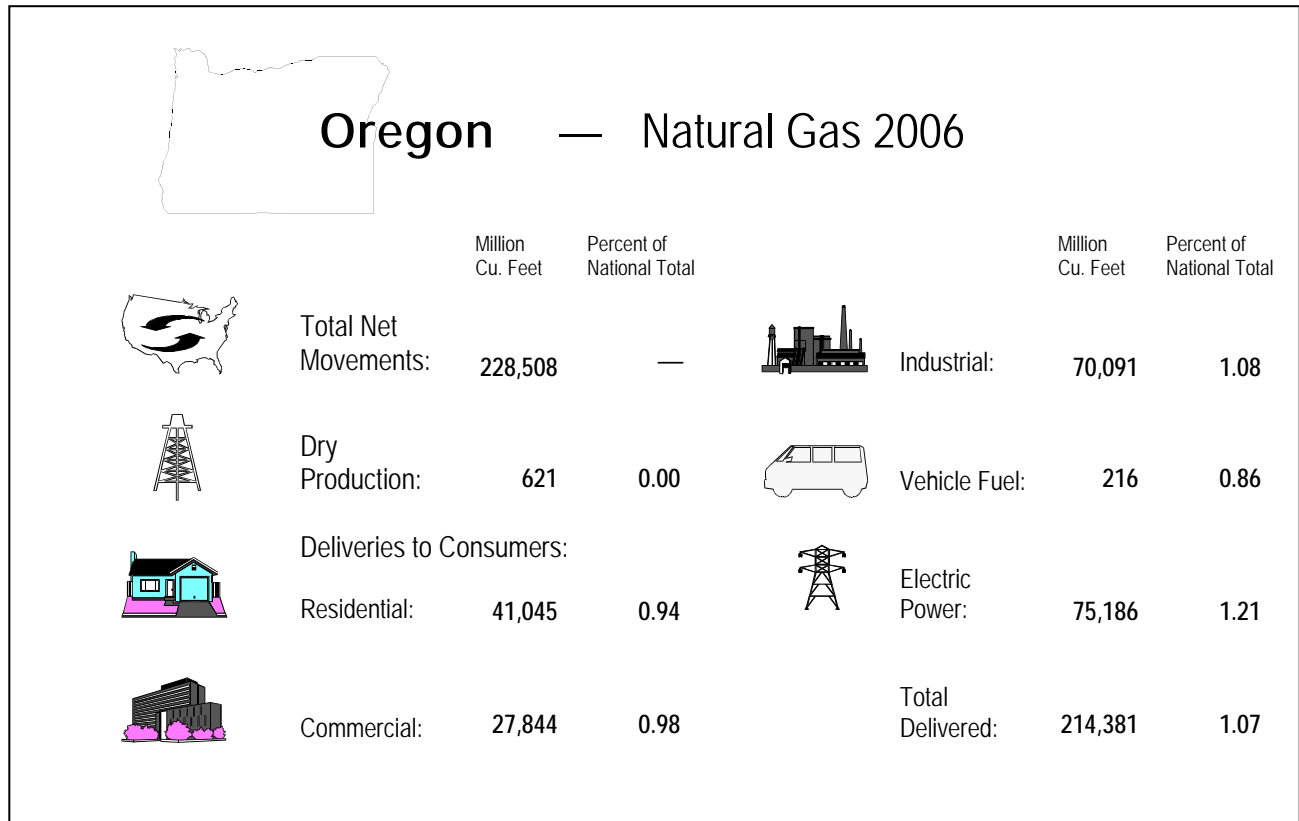 Oregon — Natural Gas 2006
Million Cu. Feet
Percent of National Total
Million Cu. Feet
Percent of National Total
Total Net Movements: 228,508 —
Industrial: 70,091 1.08
Dry Production: 621 0.00
Vehicle Fuel: 216 0.86
Deliveries to Consumers:
Residential: 41,045 0.94
Electric Power: 75,186 1.21
Commercial: 27,844 0.98
Total Delivered: 214,381 1.07